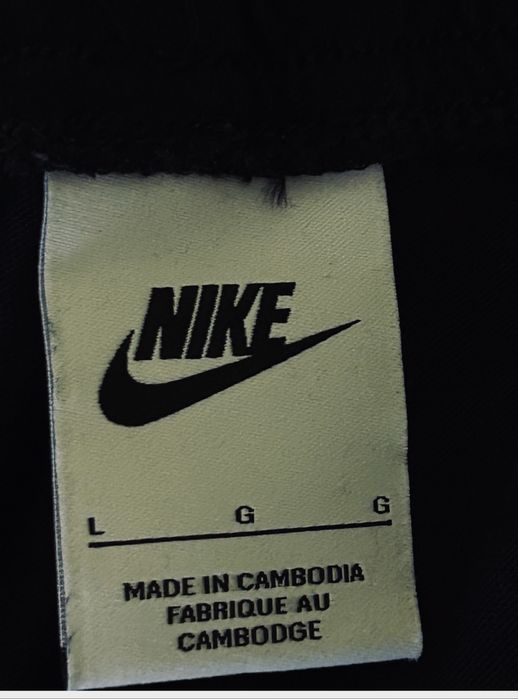 NIKE
L G G
MADE IN CAMBODIA
FABRIQUE AU
CAMBODGE